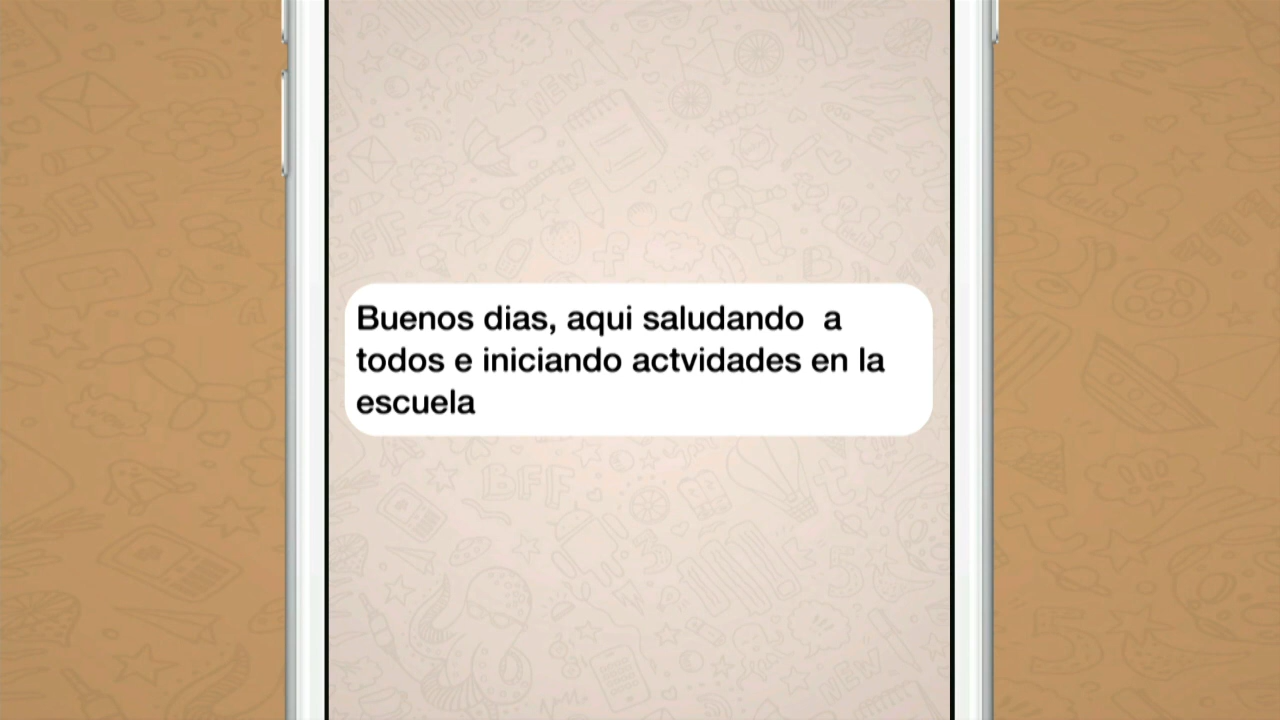 Buenos dias, aqui saludando  a
todos e iniciando actvidades en la
escuela